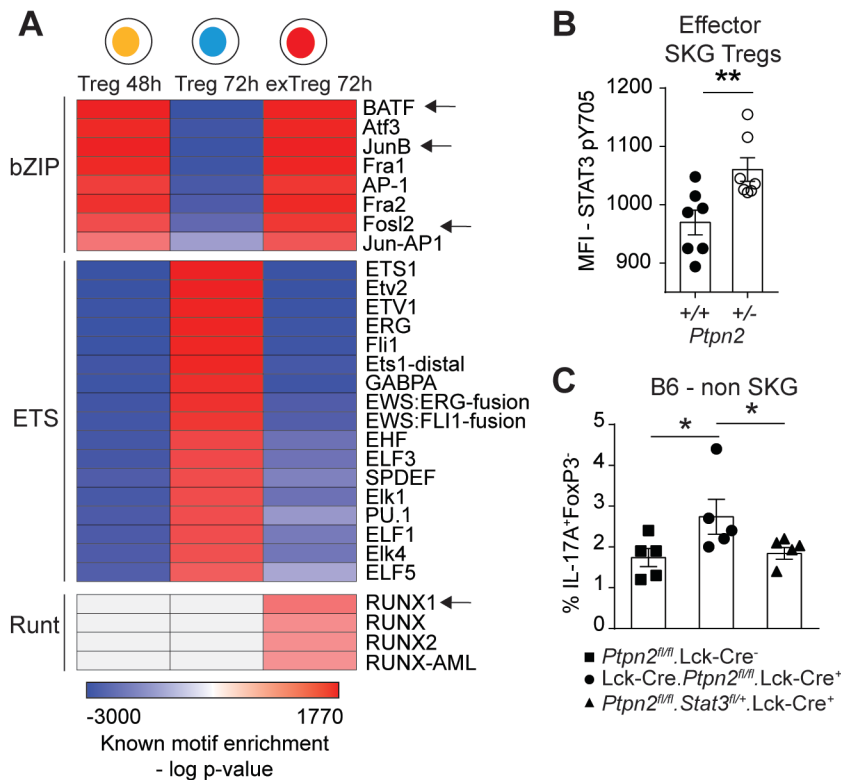 A
Treg 48h Treg 72h exTreg 72h
bZIP
BATF
Atf3
JunB
Fra1
AP-1
Fra2
Fosl2
Jun-AP1
ETS
ETS1
Etv2
ETV1
ERG
Fli1
Ets1-distal
GABPA
EWS:ERG-fusion
EWS:FLI1-fusion
EHF
ELF3
SPDEF
Elk1
PU.1
ELF1
Elk4
ELF5
Runt
RUNX1
RUNX
RUNX2
RUNX-AML
-3000 1770
Known motif enrichment
- log p-value
B
Effector
SKG Tregs
**
MFI - STAT3 pY705
1200
1100
1000
900
+/+ +/-
Ptpn2
C
B6 - non SKG
* *
% IL-17A⁺FoxP3⁻
5
4
3
2
1
0
■ Ptpn2ᶠˡ/ᶠˡ.Lck-Cre⁻
● Lck-Cre.Ptpn2ᶠˡ/ᶠˡ.Lck-Cre⁺
▲ Ptpn2ᶠˡ/ᶠˡ.Stat3ᶠˡ/⁺.Lck-Cre⁺